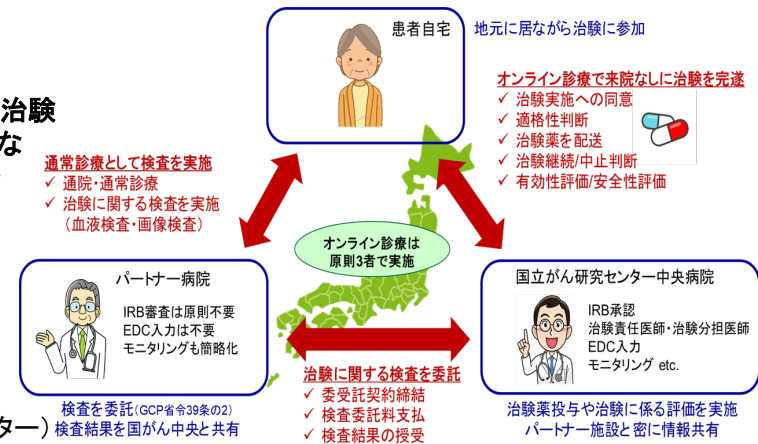 患者自宅
地元に居ながら治験に参加
治験
な
オンライン診療で来院なしに治験を完遂
✓ 治験実施への同意
✓ 適格性判断
✓ 治験薬を配送
✓ 治験継続/中止判断
✓ 有効性評価/安全性評価
通常診療として検査を実施
✓ 通院・通常診療
✓ 治験に関する検査を実施
（血液検査・画像検査）
オンライン診療は
原則3者で実施
パートナー病院
IRB審査は原則不要
EDC入力は不要
モニタリングも簡略化
国立がん研究センター中央病院
IRB承認
治験責任医師・治験分担医師
EDC入力
モニタリング etc.
治験に関する検査を委託
✓ 委受託契約締結
✓ 検査委託料支払
✓ 検査結果の授受
検査を委託(GCP省令39条の2)
ター）
検査結果を国がん中央と共有
治験薬投与や治験に係る評価を実施
パートナー施設と密に情報共有